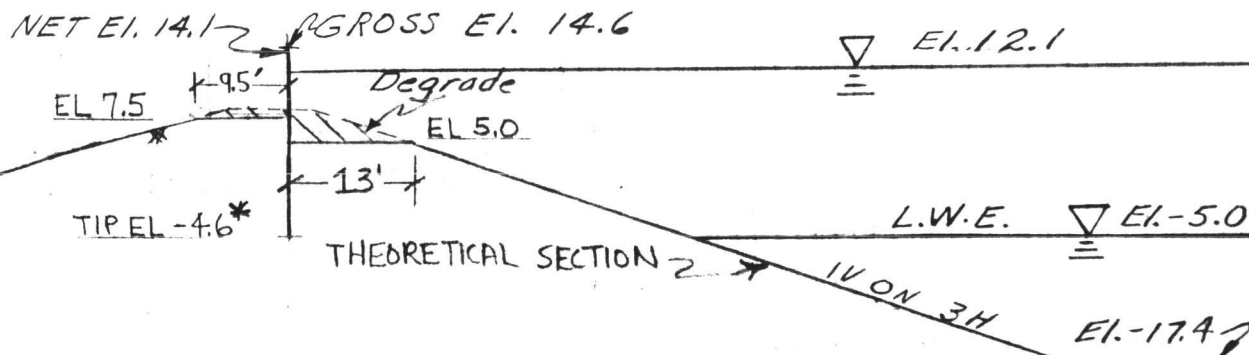 NET El. 14.1
GROSS El. 14.6
El. 12.1
9.5'
Degrade
EL 7.5
EL 5.0
13'
TIP EL -4.6*
L.W.E.
El. -5.0
THEORETICAL SECTION
1V ON 3H
El. -17.4